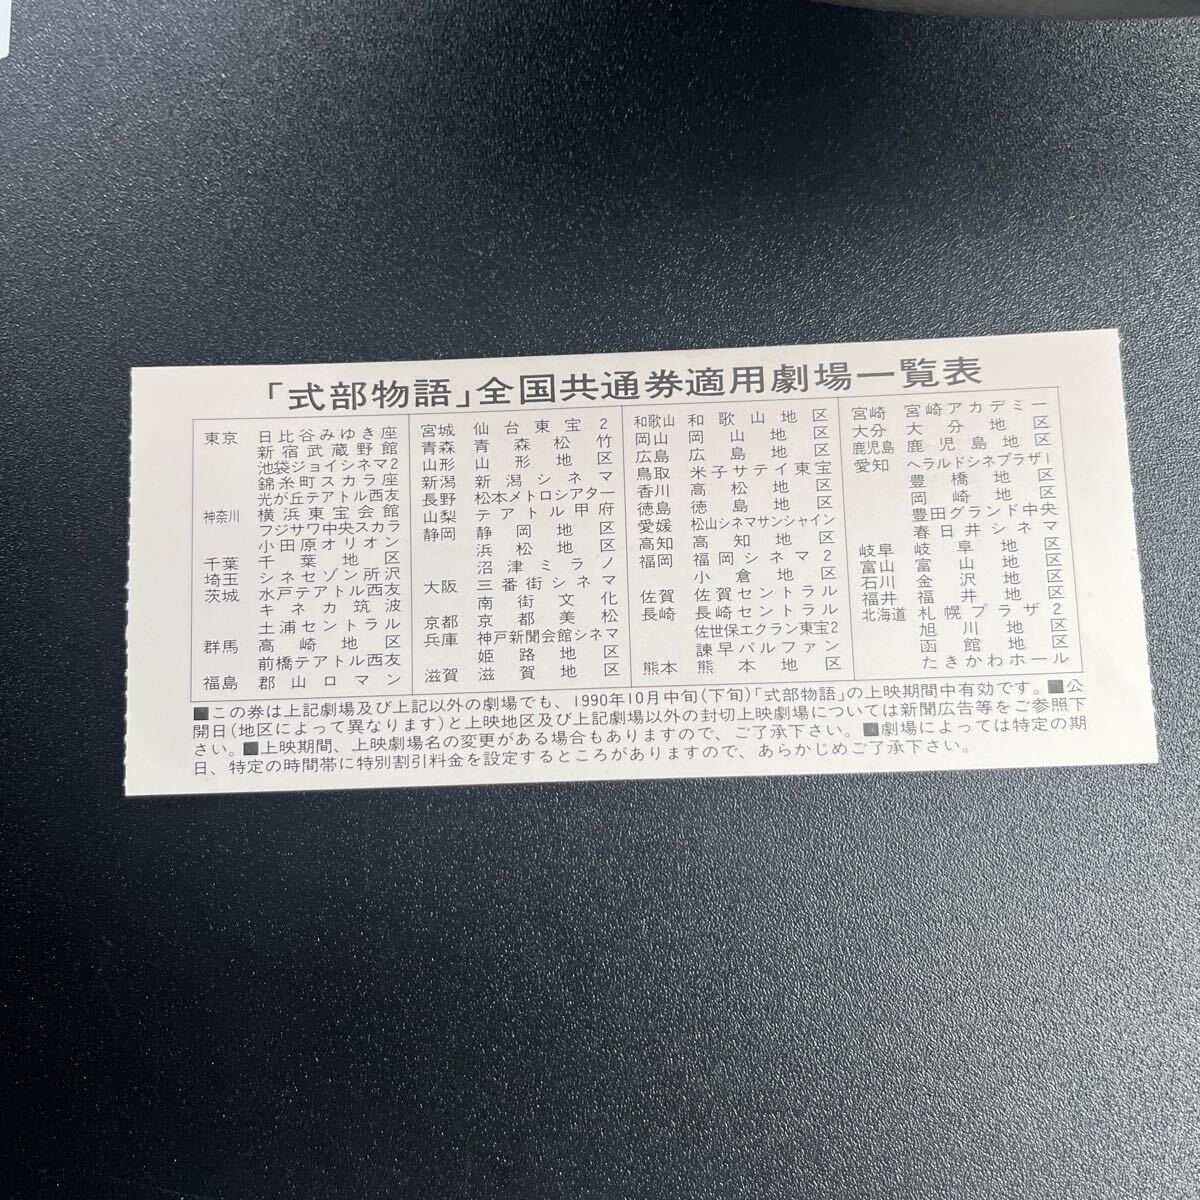 「式部物語」全国共通券適用劇場一覧表
東京 日比谷みゆき座
新宿武蔵野館
池袋ジョイシネマ2
錦糸町スカラ座
光が丘テアトル西友
神奈川 横浜東宝会館
フジサワ中央スカラ
小田原オリオン
千葉 千葉地区
埼玉 シネセゾン所沢
茨城 水戸テアトル西友
キネカ筑波
土浦セントラル
群馬 高崎地区
前橋テアトル西友
福島 郡山ロマン
宮城 仙台東宝2
青森 青森松竹
山形 山形地区
新潟 新潟シネマ
長野 松本メトロシアター
山梨 テアトル甲府
静岡 静岡地区
浜松地区
沼津ミラノ
大阪 三番街シネマ
南街文化
京都 京都美松
兵庫 神戸新聞会館シネマ
姫路地区
滋賀 滋賀地区
和歌山 和歌山地区
岡山 岡山地区
広島 広島地区
鳥取 米子サテイ東宝
香川 高松地区
徳島 徳島地区
愛媛 松山シネマサンシャイン
高知 高知地区
福岡 福岡シネマ2
小倉地区
佐賀 佐賀セントラル
長崎 長崎セントラル
佐世保エクラン東宝2
諫早パルファン
熊本 熊本地区
宮崎 宮崎アカデミー
大分 大分地区
鹿児島 鹿児島地区
愛知 ヘラルドシネプラザ1
豊橋地区
岡崎地区
豊田グランド中央
春日井シネマ
岐阜 岐阜地区
富山 富山地区
石川 金沢地区
福井 福井地区
北海道 札幌プラザ2
旭川地区
函館地区
たきかわホール
■この券は上記劇場及び上記以外の劇場でも、1990年10月中旬(下旬)「式部物語」の上映期間中有効です。■公
開日(地区によって異なります)と上映地区及び上記劇場以外の封切上映劇場については新聞広告等をご参照下
さい。■上映期間、上映劇場名の変更がある場合もありますので、ご了承下さい。■劇場によっては特定の期
日、特定の時間帯に特別割引料金を設定するところがありますので、あらかじめご了承下さい。